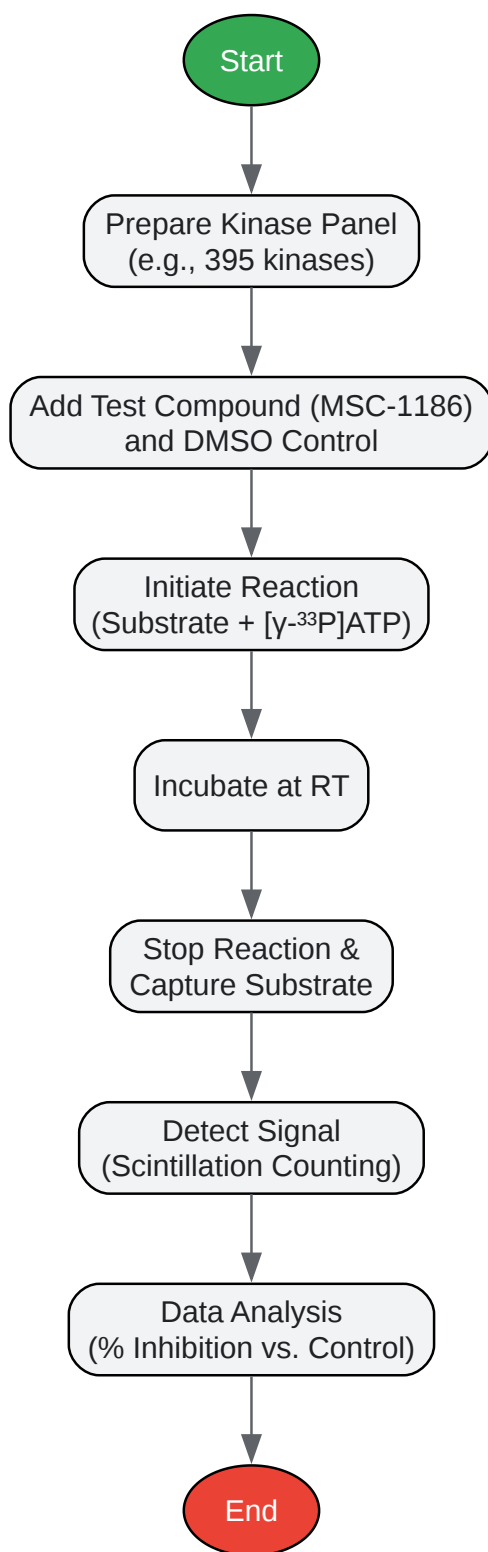 Start
Prepare Kinase Panel
(e.g., 395 kinases)
Add Test Compound (MSC-1186)
and DMSO Control
Initiate Reaction
(Substrate + [γ-³³P]ATP)
Incubate at RT
Stop Reaction &
Capture Substrate
Detect Signal
(Scintillation Counting)
Data Analysis
(% Inhibition vs. Control)
End